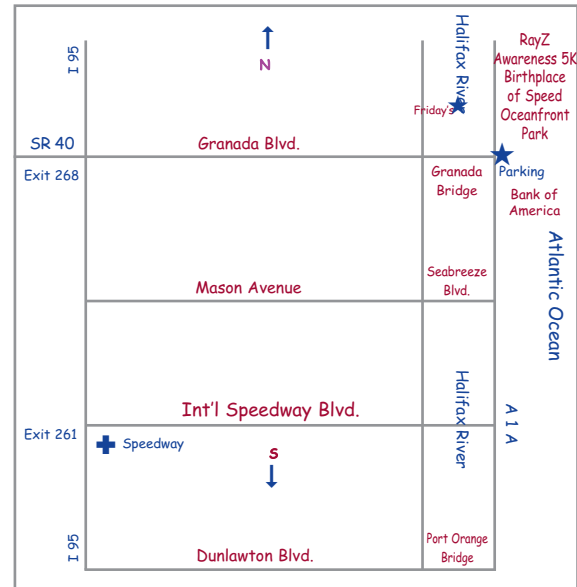 I 95
N
Halifax River
RayZ
Awareness 5K
Birthplace
of Speed
Oceanfront
Park
Friday's
SR 40
Granada Blvd.
Exit 268
Granada
Bridge
Parking
Bank of
America
Atlantic Ocean
Mason Avenue
Seabreeze
Blvd.
Int'l Speedway Blvd.
Halifax River
A 1 A
Exit 261
Speedway
S
I 95
Dunlawton Blvd.
Port Orange
Bridge